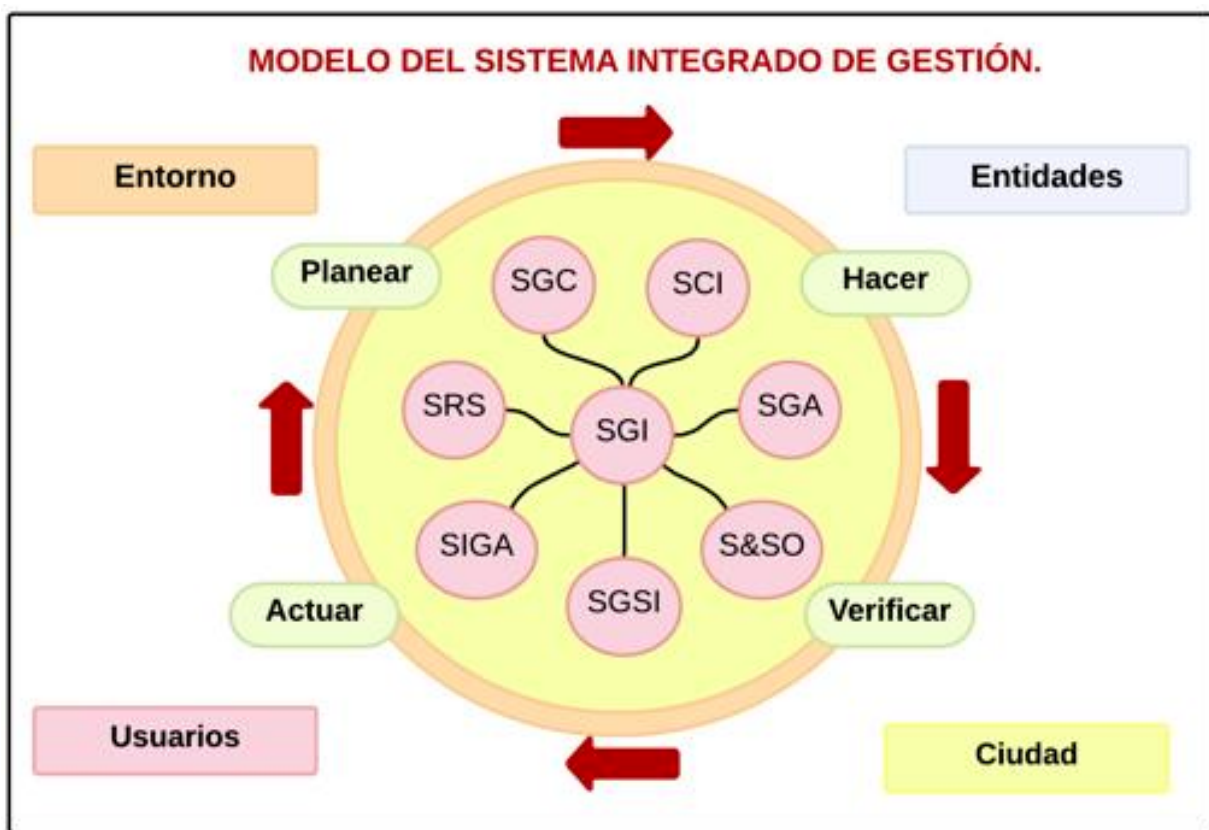 MODELO DEL SISTEMA INTEGRADO DE GESTIÓN.
Entorno
Entidades
Planear
SGC
SCI
Hacer
SRS
SGI
SGA
SIGA
S&SO
SGSI
Actuar
Verificar
Usuarios
Ciudad